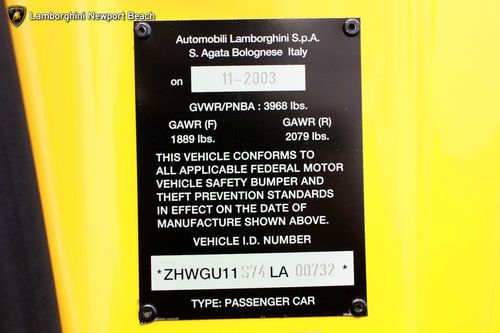 Lamborghini Newport Beach
Automobili Lamborghini S.p.A.
S. Agata Bolognese Italy
on 11-2003
GVWR/PNBA : 3968 lbs.
GAWR (F) GAWR (R)
1889 lbs. 2079 lbs.
THIS VEHICLE CONFORMS TO
ALL APPLICABLE FEDERAL MOTOR
VEHICLE SAFETY BUMPER AND
THEFT PREVENTION STANDARDS
IN EFFECT ON THE DATE OF
MANUFACTURE SHOWN ABOVE.
VEHICLE I.D. NUMBER
*ZHWGU11S74LA00732*
TYPE: PASSENGER CAR